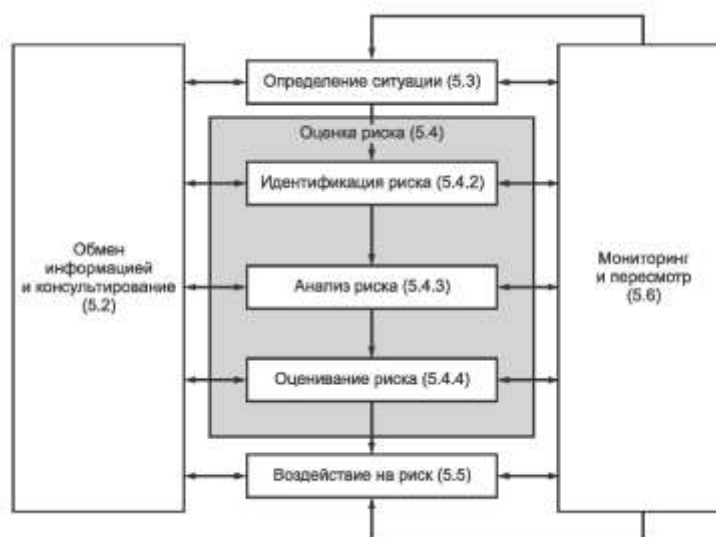 Определение ситуации (5.3)
Оценка риска (5.4)
Идентификация риска (5.4.2)
Обмен
информацией
и консультирование
(5.2)
Анализ риска (5.4.3)
Мониторинг
и пересмотр
(5.6)
Оценивание риска (5.4.4)
Воздействие на риск (5.5)